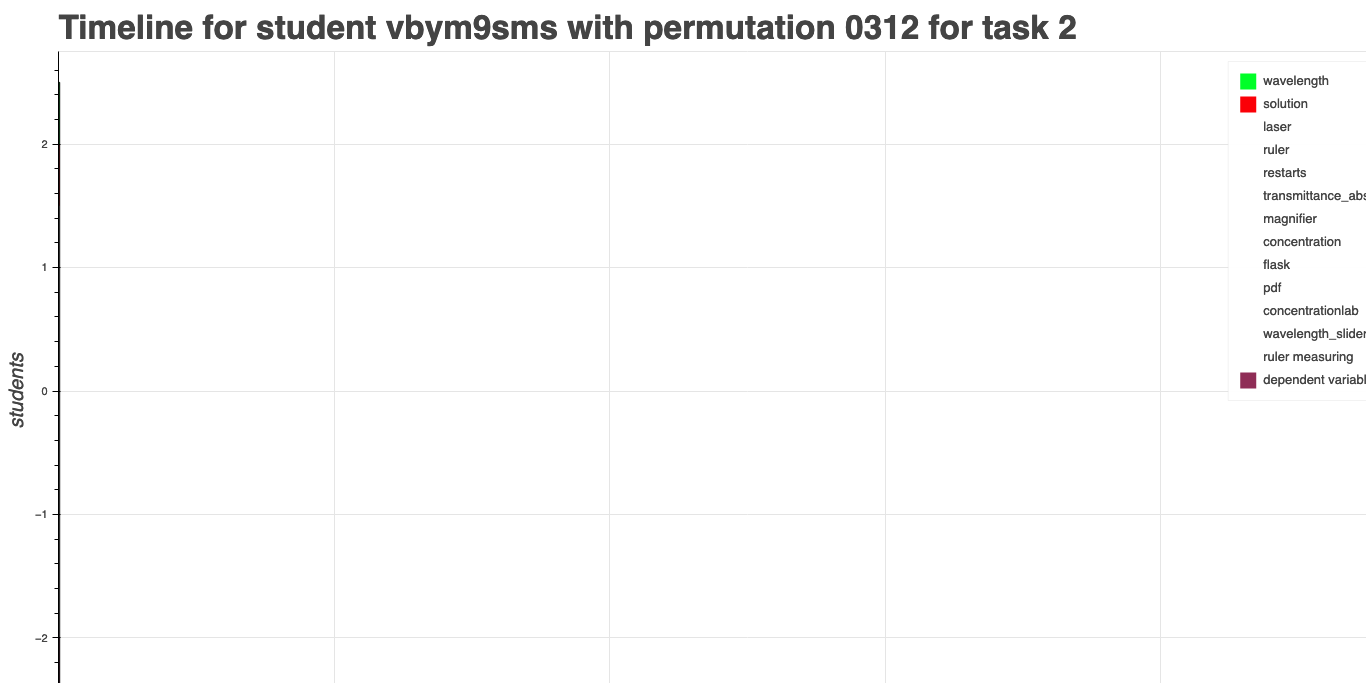 Timeline for student vbym9sms with permutation 0312 for task 2
wavelength
solution
laser
ruler
restarts
transmittance_abs
magnifier
concentration
flask
pdf
concentrationlab
wavelength_slider
ruler measuring
dependent variabl
students
2
1
0
−1
−2